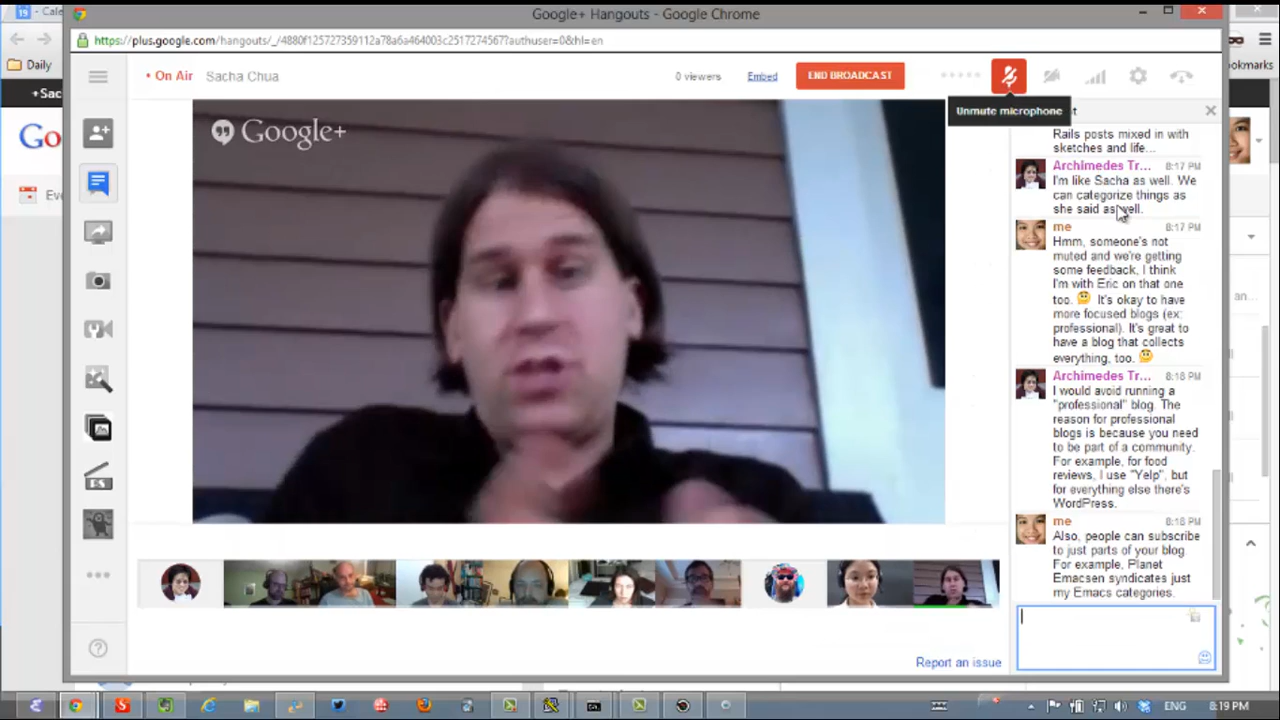 Google+ Hangouts - Google Chrome
https://plus.google.com/hangouts/_/4880f125727359112a78a6a464003c2517274567?authuser=0&hl=en
Daily
okmarks
+Sac
On Air Sacha Chua
0 viewers
Embed
END BROADCAST
Unmute microphone
Google+
Rails posts mixed in with
sketches and life...
Archimedes Tr... 8:17 PM
I'm like Sacha as well. We
can categorize things as
she said as well.
me 8:17 PM
Hmm, someone's not
muted and we're getting
some feedback, I think
I'm with Eric on that one
too. It's okay to have
more focused blogs (ex:
professional). It's great to
have a blog that collects
everything, too.
Archimedes Tr... 8:18 PM
I would avoid running a
"professional" blog. The
reason for professional
blogs is because you need
to be part of a community.
For example, for food
reviews, I use "Yelp", but
for everything else there's
WordPress.
me 8:18 PM
Also, people can subscribe
to just parts of your blog
For example, Planet
Emacsen syndicates just
my Emacs categories.
Report an issue
ENG 8:19 PM